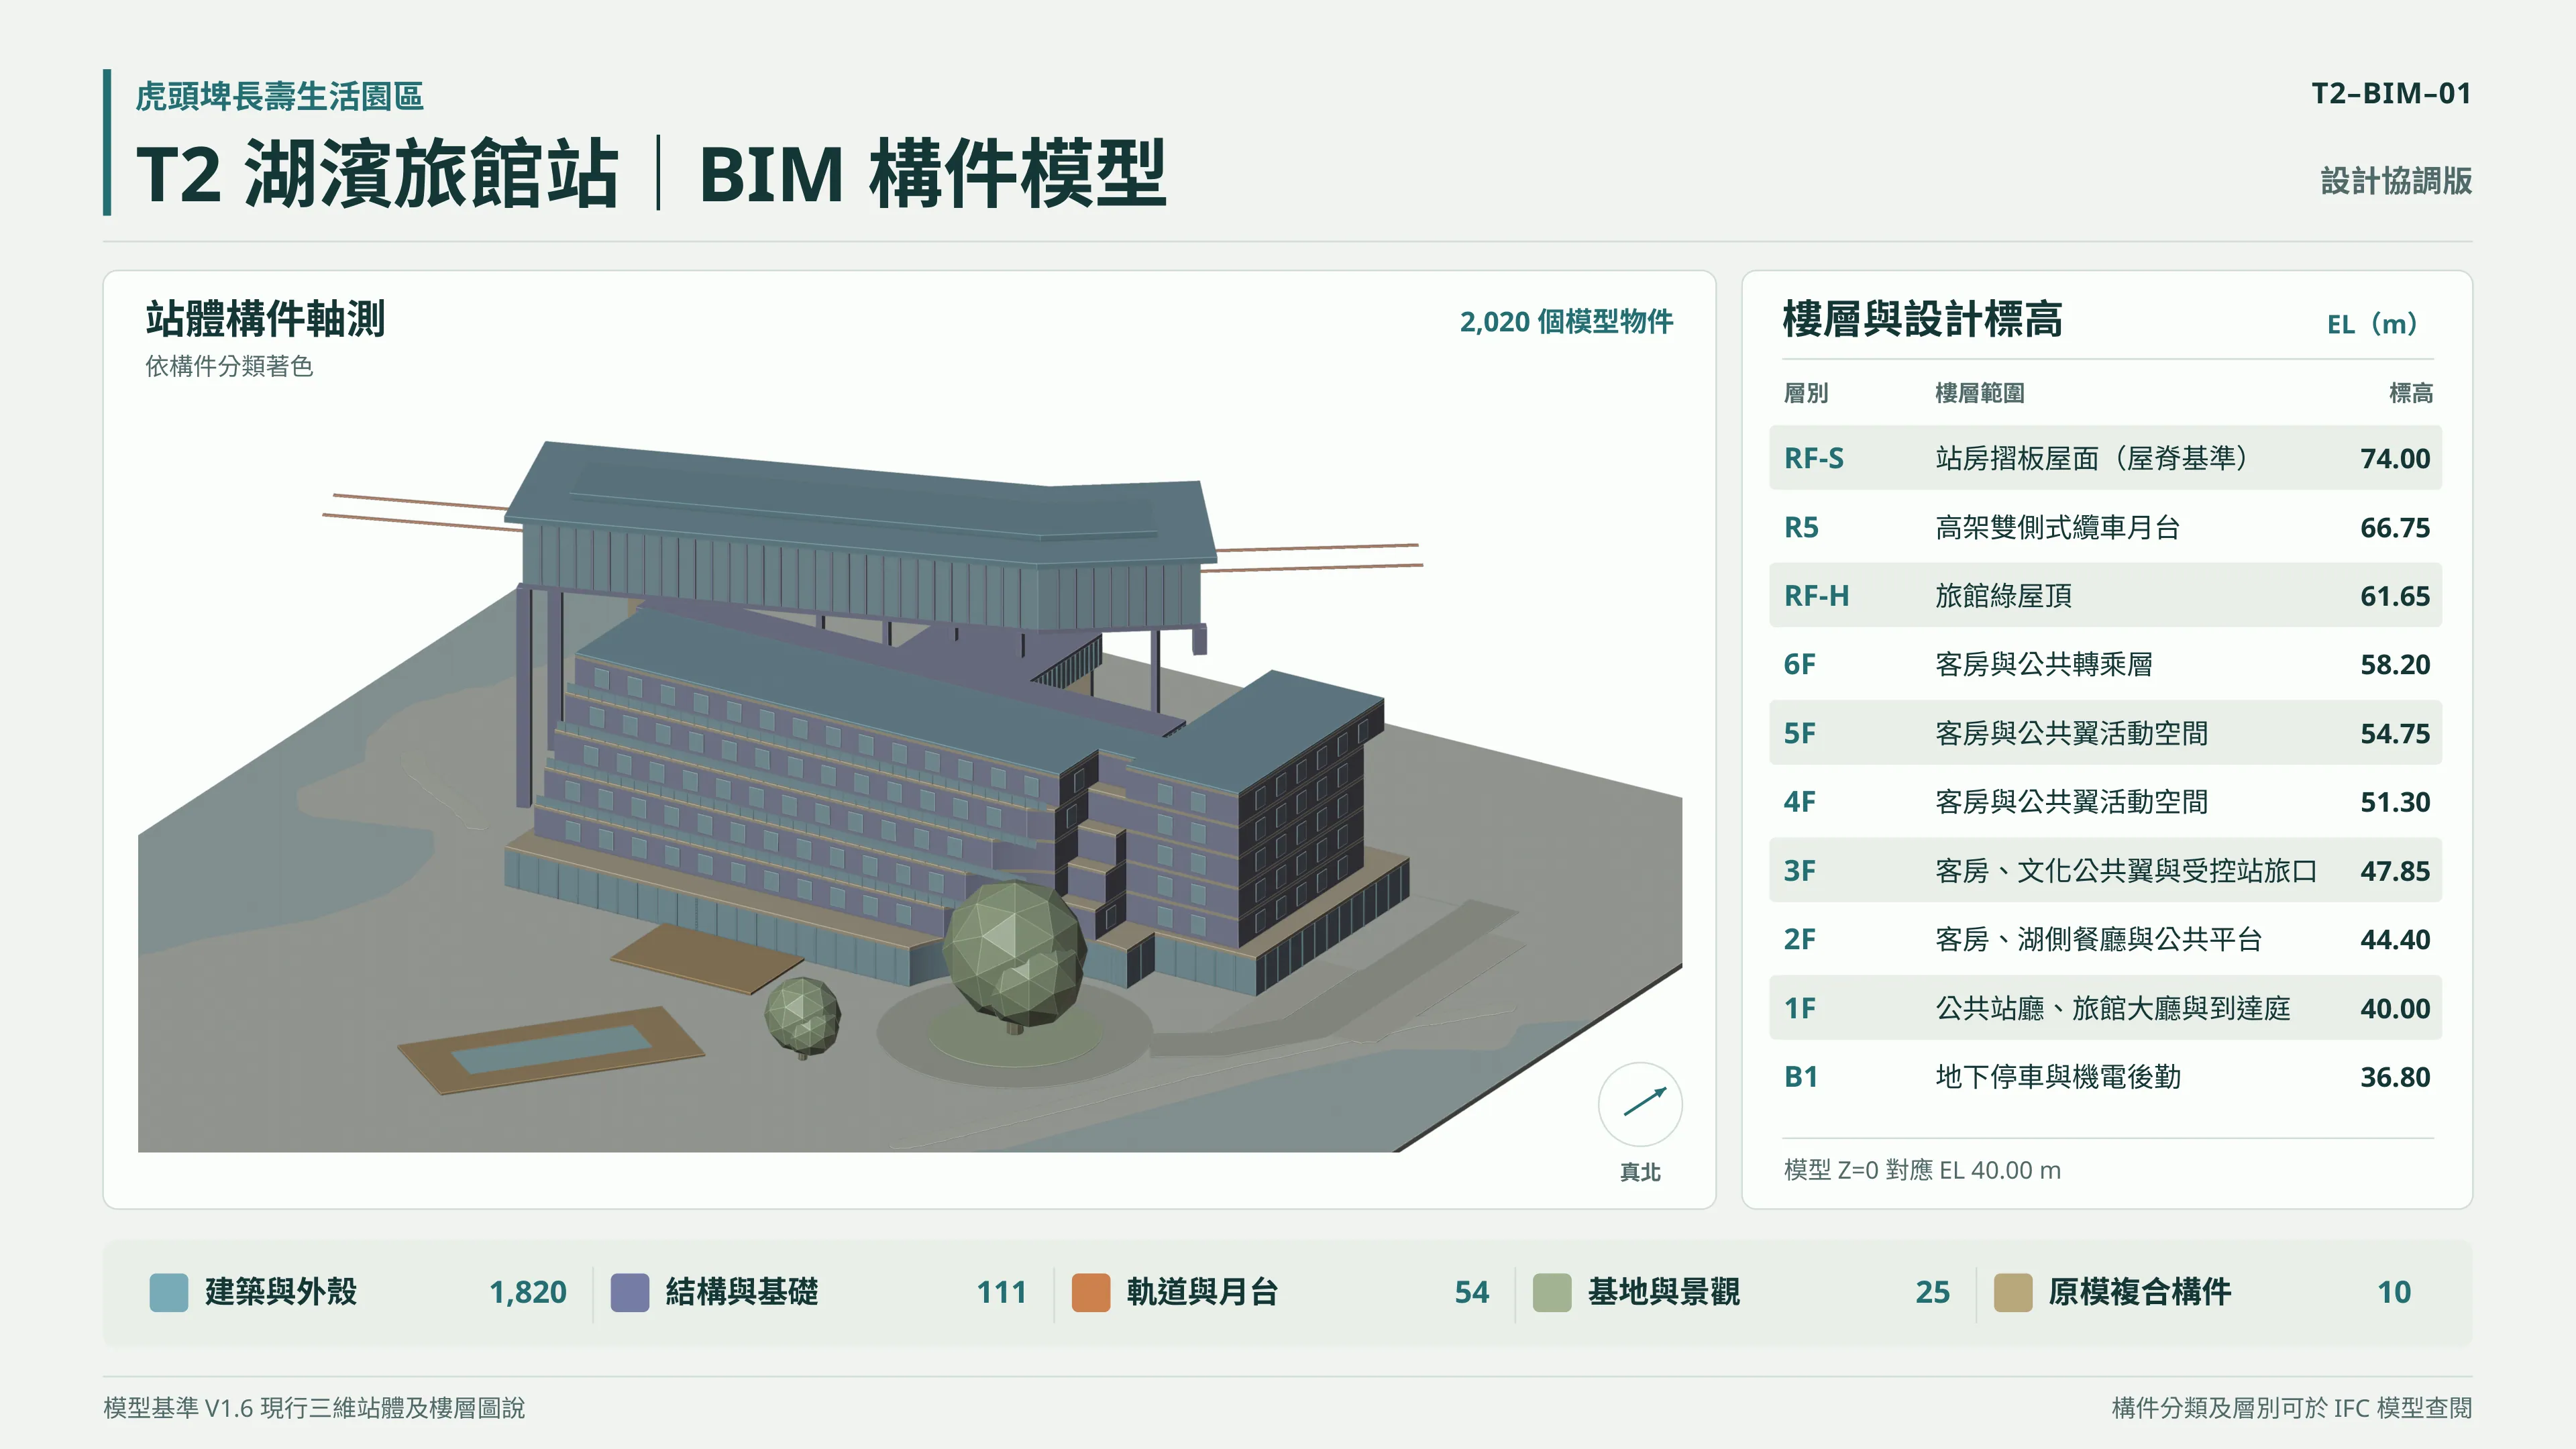 虎頭埤長壽生活園區
T2 湖濱旅館站｜BIM 構件模型
T2–BIM–01
設計協調版
站體構件軸測
2,020 個模型物件
依構件分類著色
真北
樓層與設計標高 EL（m）
層別 樓層範圍 標高
RF-S 站房摺板屋面（屋脊基準） 74.00
R5 高架雙側式纜車月台 66.75
RF-H 旅館綠屋頂 61.65
6F 客房與公共轉乘層 58.20
5F 客房與公共翼活動空間 54.75
4F 客房與公共翼活動空間 51.30
3F 客房、文化公共翼與受控站旅口 47.85
2F 客房、湖側餐廳與公共平台 44.40
1F 公共站廳、旅館大廳與到達庭 40.00
B1 地下停車與機電後勤 36.80
模型 Z=0 對應 EL 40.00 m
建築與外殼 1,820
結構與基礎 111
軌道與月台 54
基地與景觀 25
原模複合構件 10
模型基準 V1.6 現行三維站體及樓層圖說
構件分類及層別可於 IFC 模型查閱